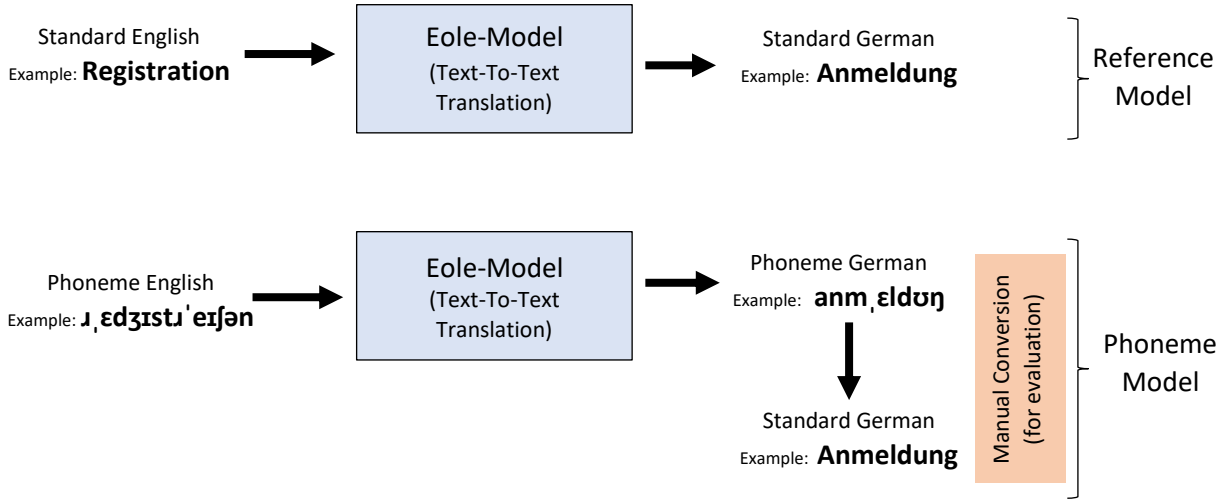 Standard English
Example: Registration
Eole-Model
(Text-To-Text
Translation)
Standard German
Example: Anmeldung
Reference
Model
Phoneme English
Example: ɹˌɛdʒɪstɹˈeɪʃən
Eole-Model
(Text-To-Text
Translation)
Phoneme German
Example: anmˌɛldʊŋ
Standard German
Example: Anmeldung
Manual Conversion
(for evaluation)
Phoneme
Model